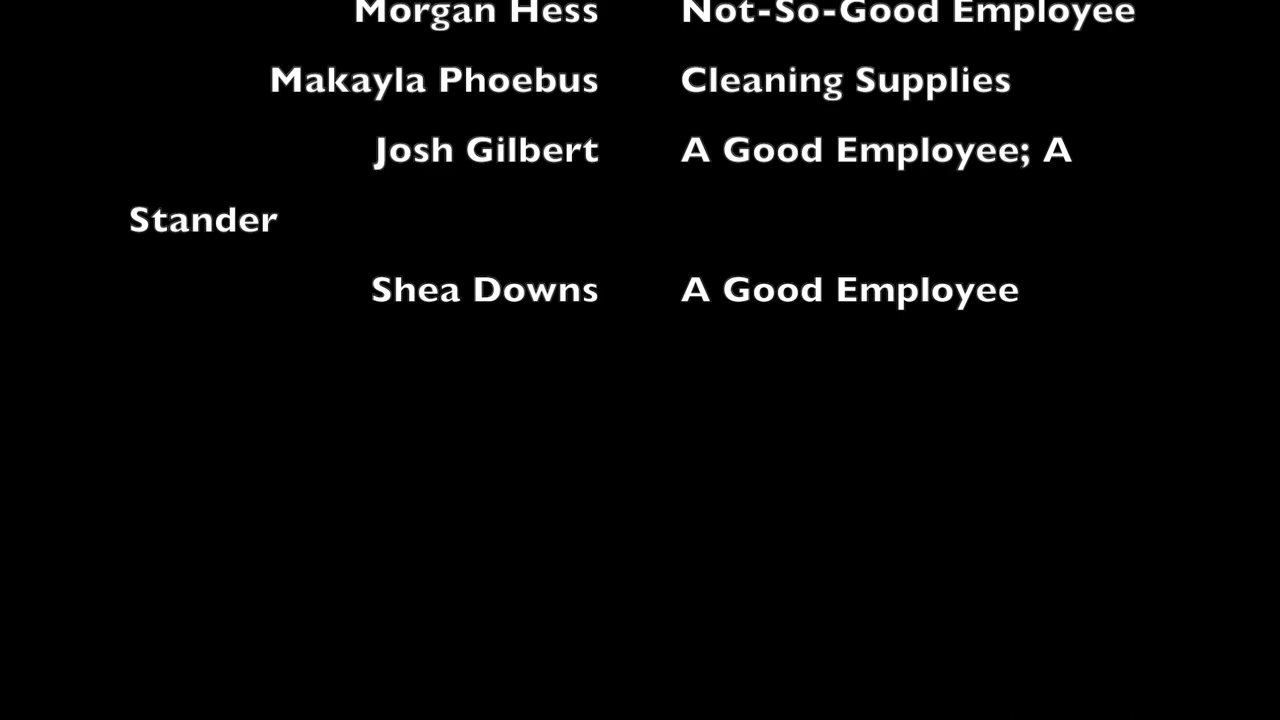 Morgan Hess Not-So-Good Employee
Makayla Phoebus Cleaning Supplies
Josh Gilbert A Good Employee; A
Stander
Shea Downs A Good Employee